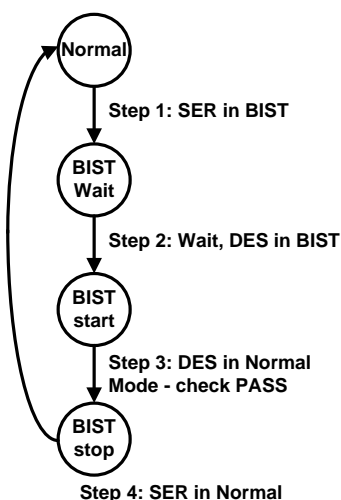 Normal
Step 1: SER in BIST
BIST
Wait
Step 2: Wait, DES in BIST
BIST
start
Step 3: DES in Normal
Mode - check PASS
BIST
stop
Step 4: SER in Normal